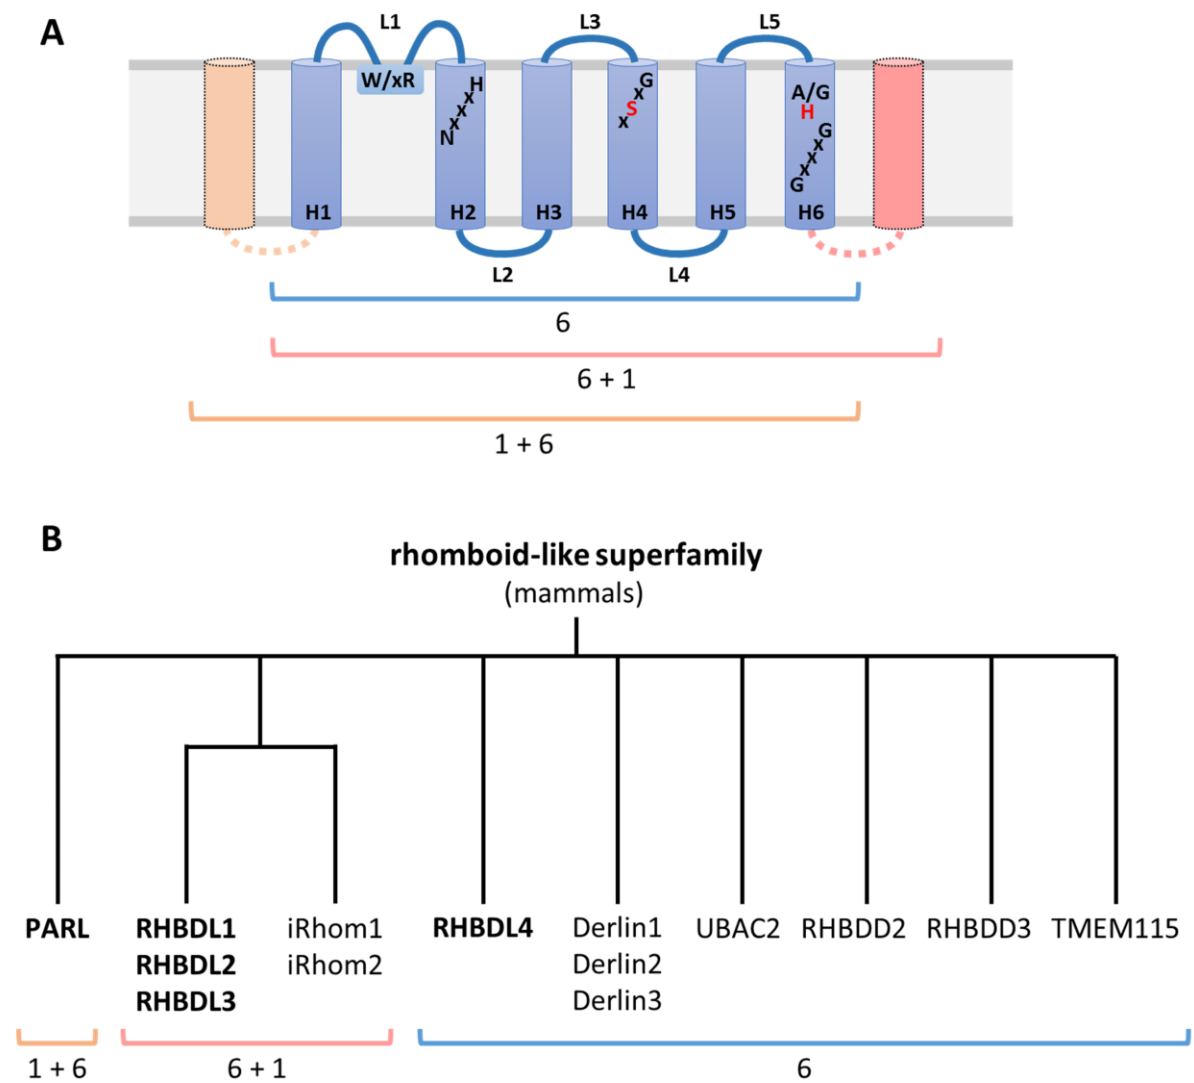 A
L1
L3
L5
W/xR
H
x
x
x
N
G
x
S
x
A/G
H
G
x
x
x
G
H1
H2
H3
H4
H5
H6
L2
L4
6
6 + 1
1 + 6
B
rhomboid-like superfamily
(mammals)
PARL
RHBDL1
RHBDL2
RHBDL3
iRhom1
iRhom2
RHBDL4
Derlin1
Derlin2
Derlin3
UBAC2
RHBDD2
RHBDD3
TMEM115
1 + 6
6 + 1
6